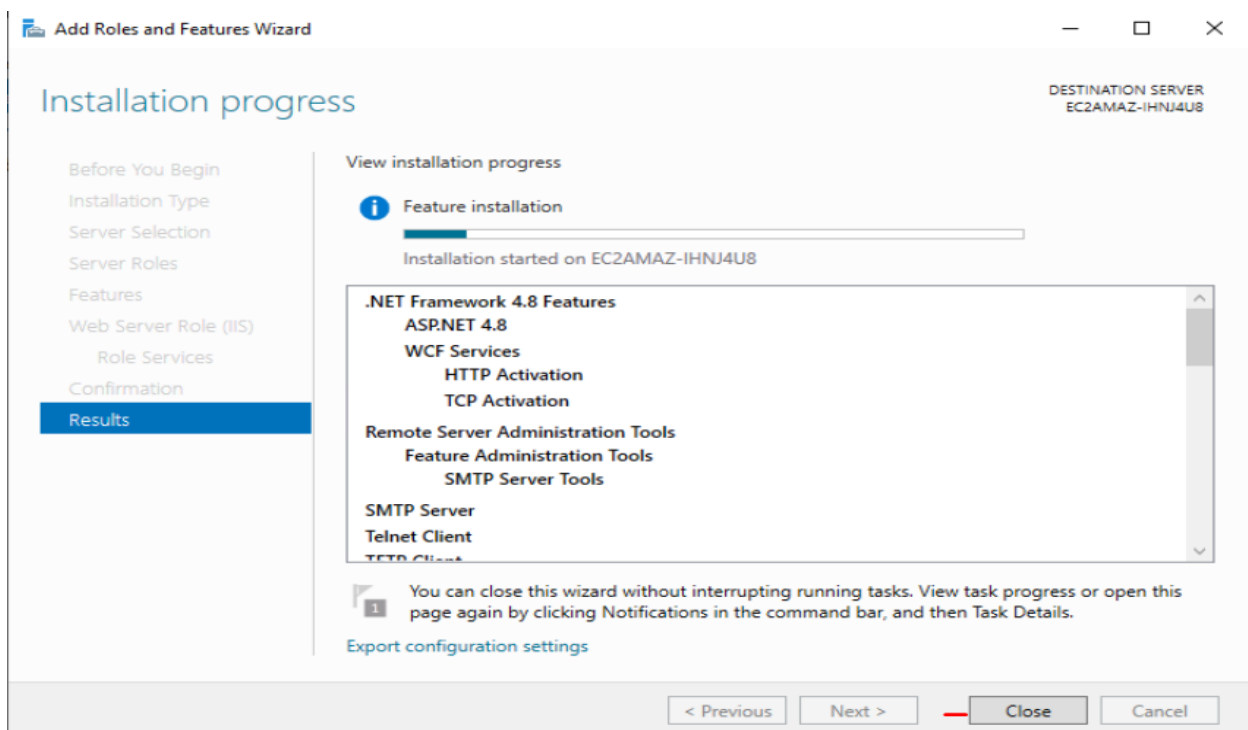 Add Roles and Features Wizard
Installation progress
DESTINATION SERVER
EC2AMAZ-IHNJ4U8
Before You Begin
Installation Type
Server Selection
Server Roles
Features
Web Server Role (IIS)
Role Services
Confirmation
Results
View installation progress
Feature installation
Installation started on EC2AMAZ-IHNJ4U8
.NET Framework 4.8 Features
ASP.NET 4.8
WCF Services
HTTP Activation
TCP Activation
Remote Server Administration Tools
Feature Administration Tools
SMTP Server Tools
SMTP Server
Telnet Client
TFTP Client
1
You can close this wizard without interrupting running tasks. View task progress or open this
page again by clicking Notifications in the command bar, and then Task Details.
Export configuration settings
< Previous
Next >
Close
Cancel